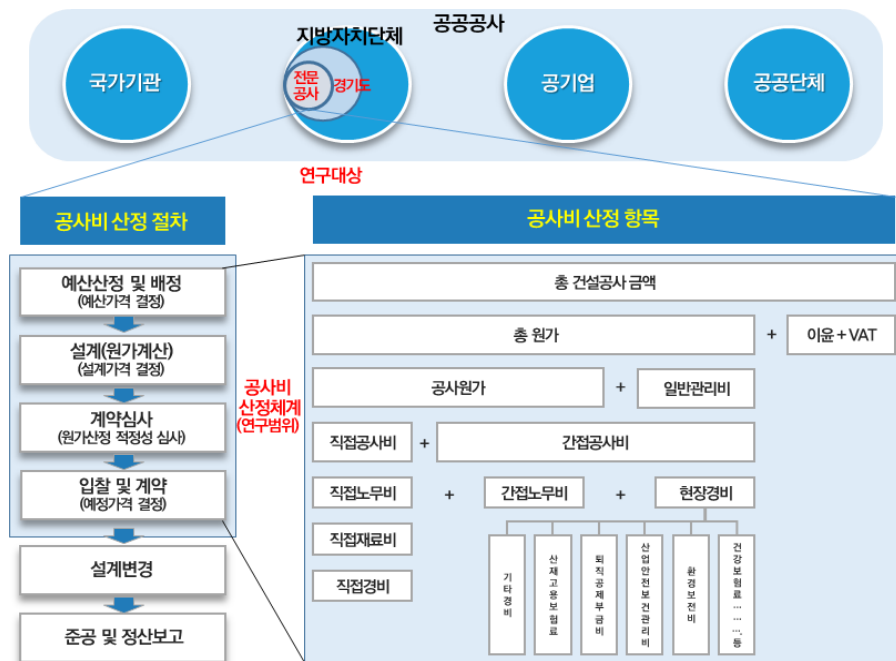 공공공사
지방자치단체
국가기관
전문
공사
경기도
공기업
공공단체
연구대상
공사비 산정 절차
공사비 산정 항목
예산산정 및 배정
(예산가격 결정)
설계(원가계산)
(설계가격 결정)
계약심사
(원가산정 적정성 심사)
입찰 및 계약
(예정가격 결정)
설계변경
준공 및 정산보고
공사비
산정체계
(연구범위)
총 건설공사 금액
총 원가
+
이윤 + VAT
공사원가
+
일반관리비
직접공사비
+
간접공사비
직접노무비
+
간접노무비
+
현장경비
직접재료비
직접경비
기타경비
산재고용보험료
퇴직공제부금비
산업안전보건관리비
환경보전비
건강보험료………등